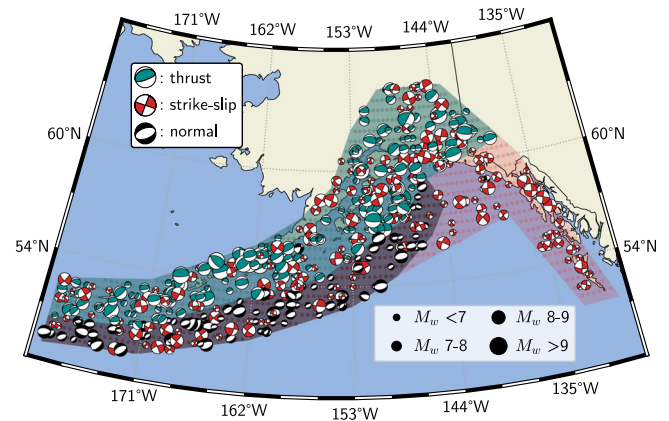 171°W 162°W 153°W 144°W 135°W
: thrust
: strike-slip
: normal
60°N 60°N
54°N 54°N
M_w <7 M_w 8-9
M_w 7-8 M_w >9
171°W 162°W 153°W 144°W 135°W